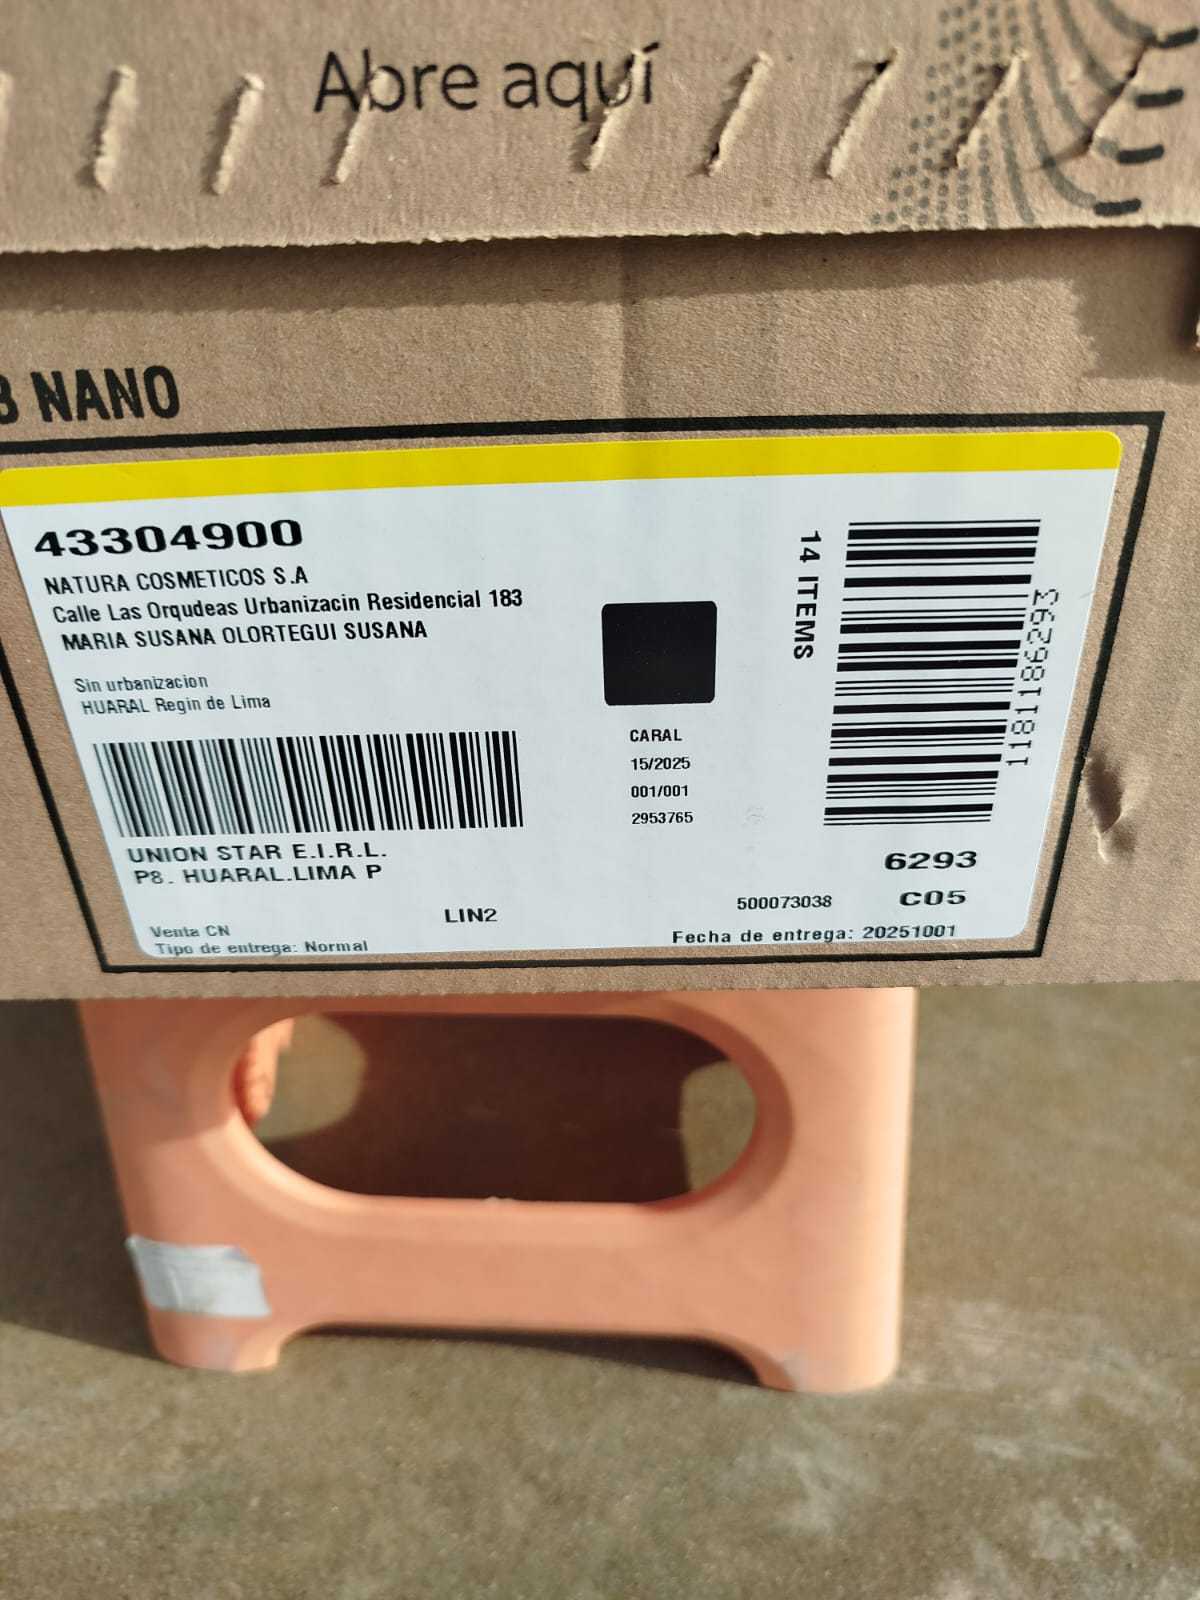 Abre aquí
B NANO
43304900
NATURA COSMETICOS S.A
Calle Las Orqudeas Urbanizacin Residencial 183
MARIA SUSANA OLORTEGUI SUSANA
Sin urbanizacion
HUARAL Regin de Lima
14 ITEMS
1181186293
CARAL
15/2025
001/001
2953765
UNION STAR E.I.R.L.
P8. HUARAL.LIMA P
6293
LIN2
500073038
C05
Venta CN
Tipo de entrega: Normal
Fecha de entrega: 20251001